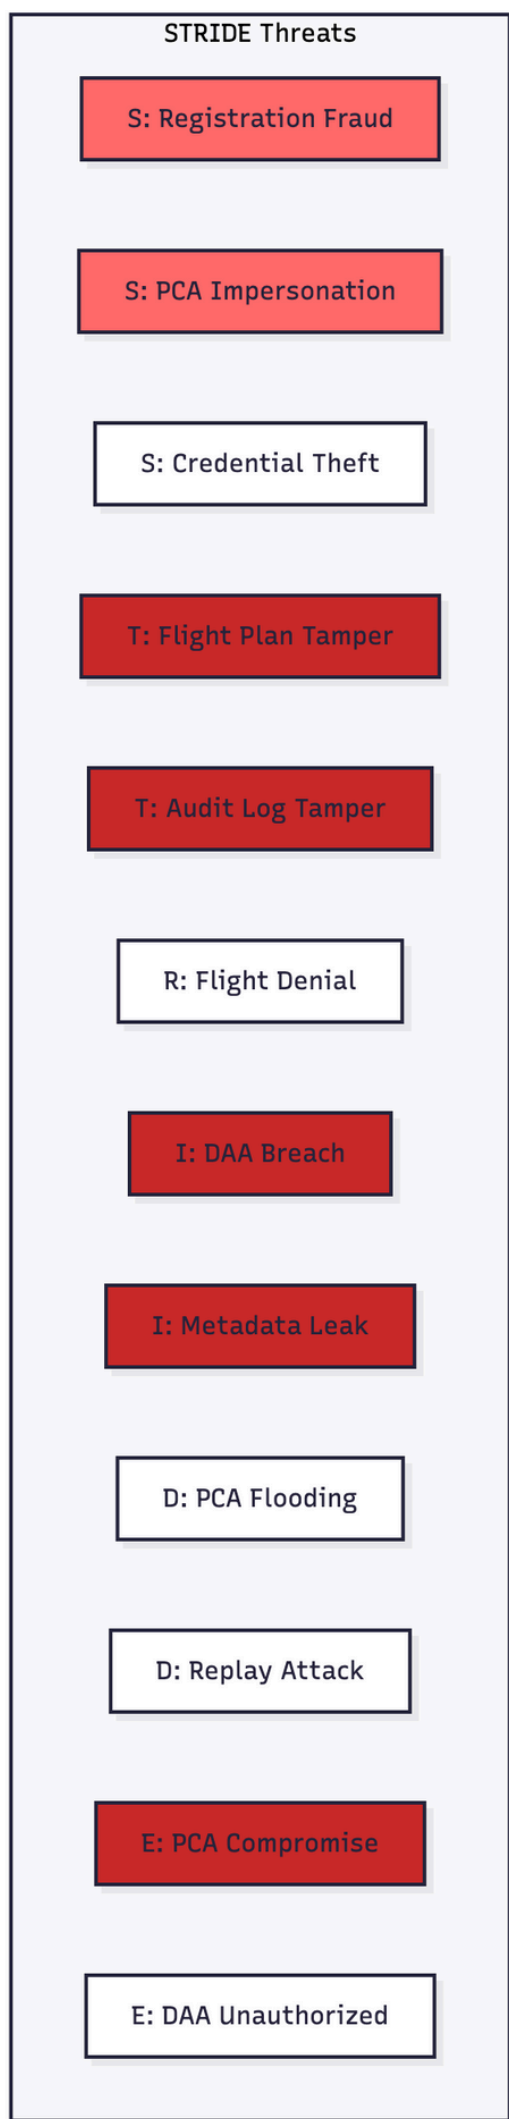 STRIDE Threats
S: Registration Fraud
S: PCA Impersonation
S: Credential Theft
T: Flight Plan Tamper
T: Audit Log Tamper
R: Flight Denial
I: DAA Breach
I: Metadata Leak
D: PCA Flooding
D: Replay Attack
E: PCA Compromise
E: DAA Unauthorized